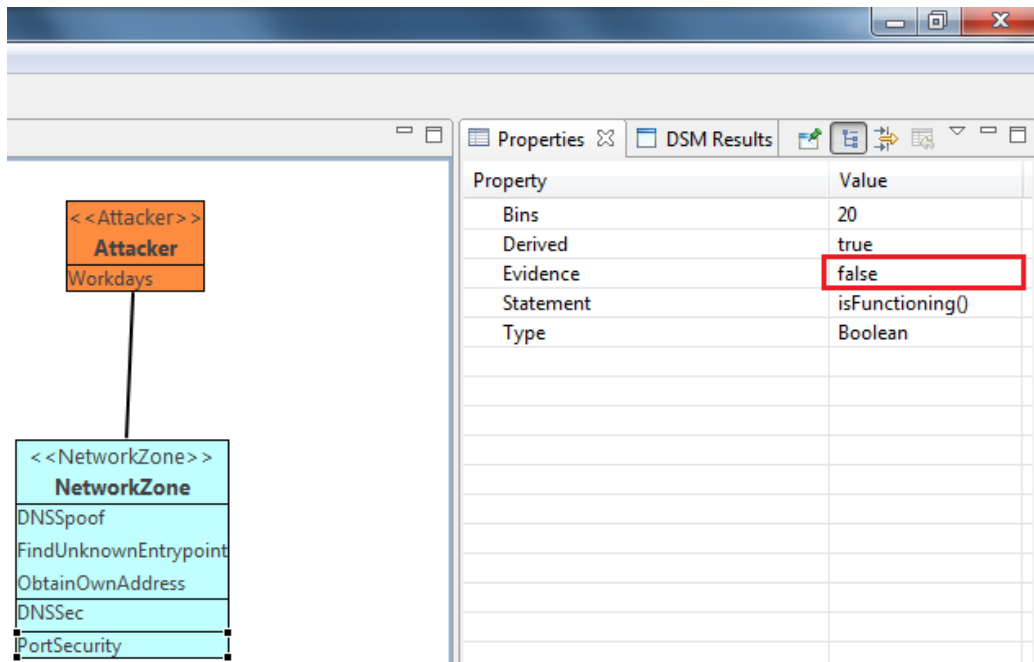 Properties DSM Results
Property Value
Bins 20
Derived true
Evidence false
Statement isFunctioning()
Type Boolean
<<Attacker>>
Attacker
Workdays
<<NetworkZone>>
NetworkZone
DNSSpoof
FindUnknownEntrypoint
ObtainOwnAddress
DNSSec
PortSecurity